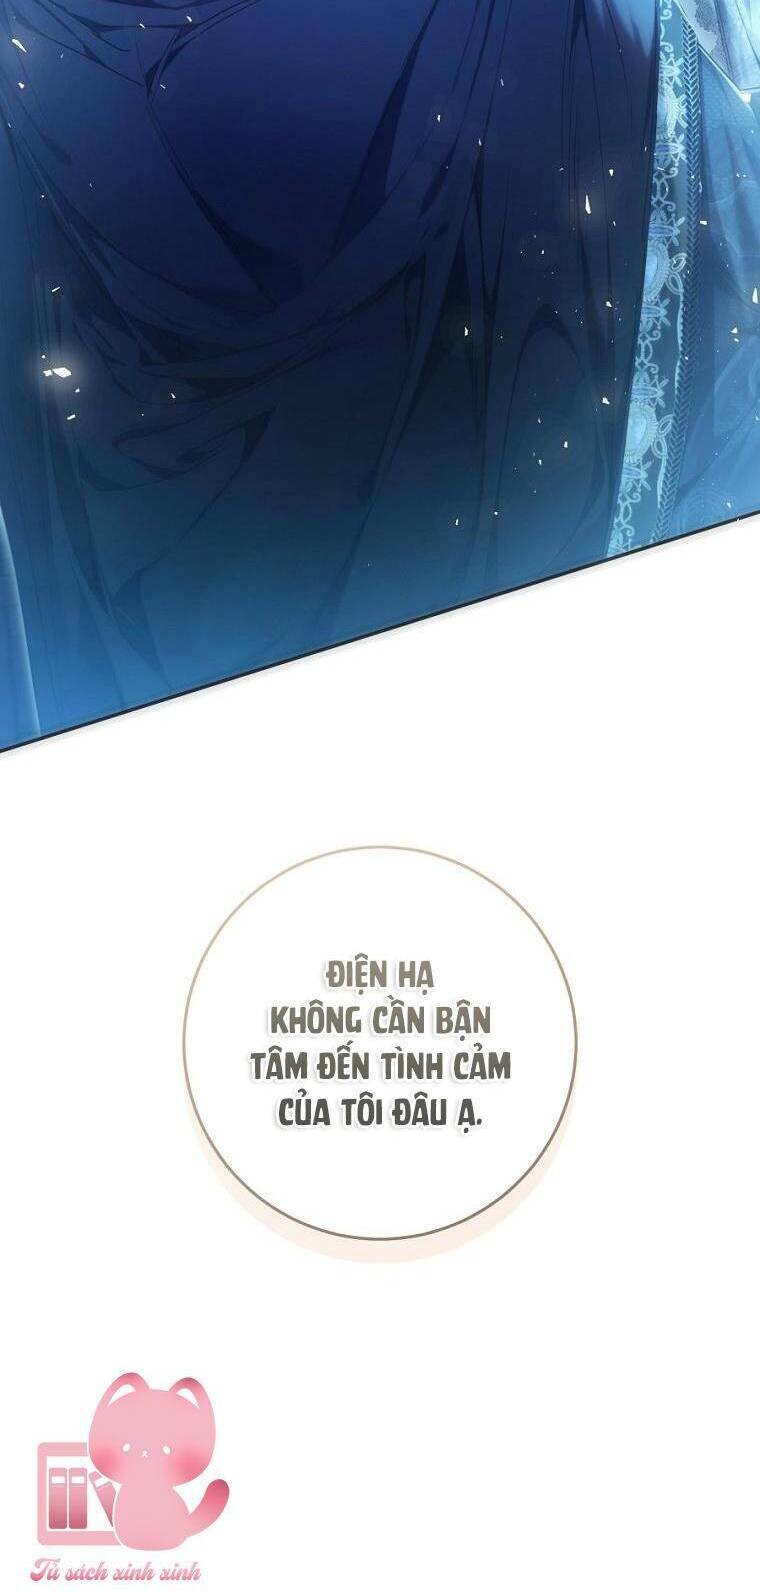 ĐIỆN HẠ
KHÔNG CẦN BẬN
TÂM ĐẾN TÌNH CẢM
CỦA TÔI ĐÂU Ạ.
Tủ sách xinh xinh